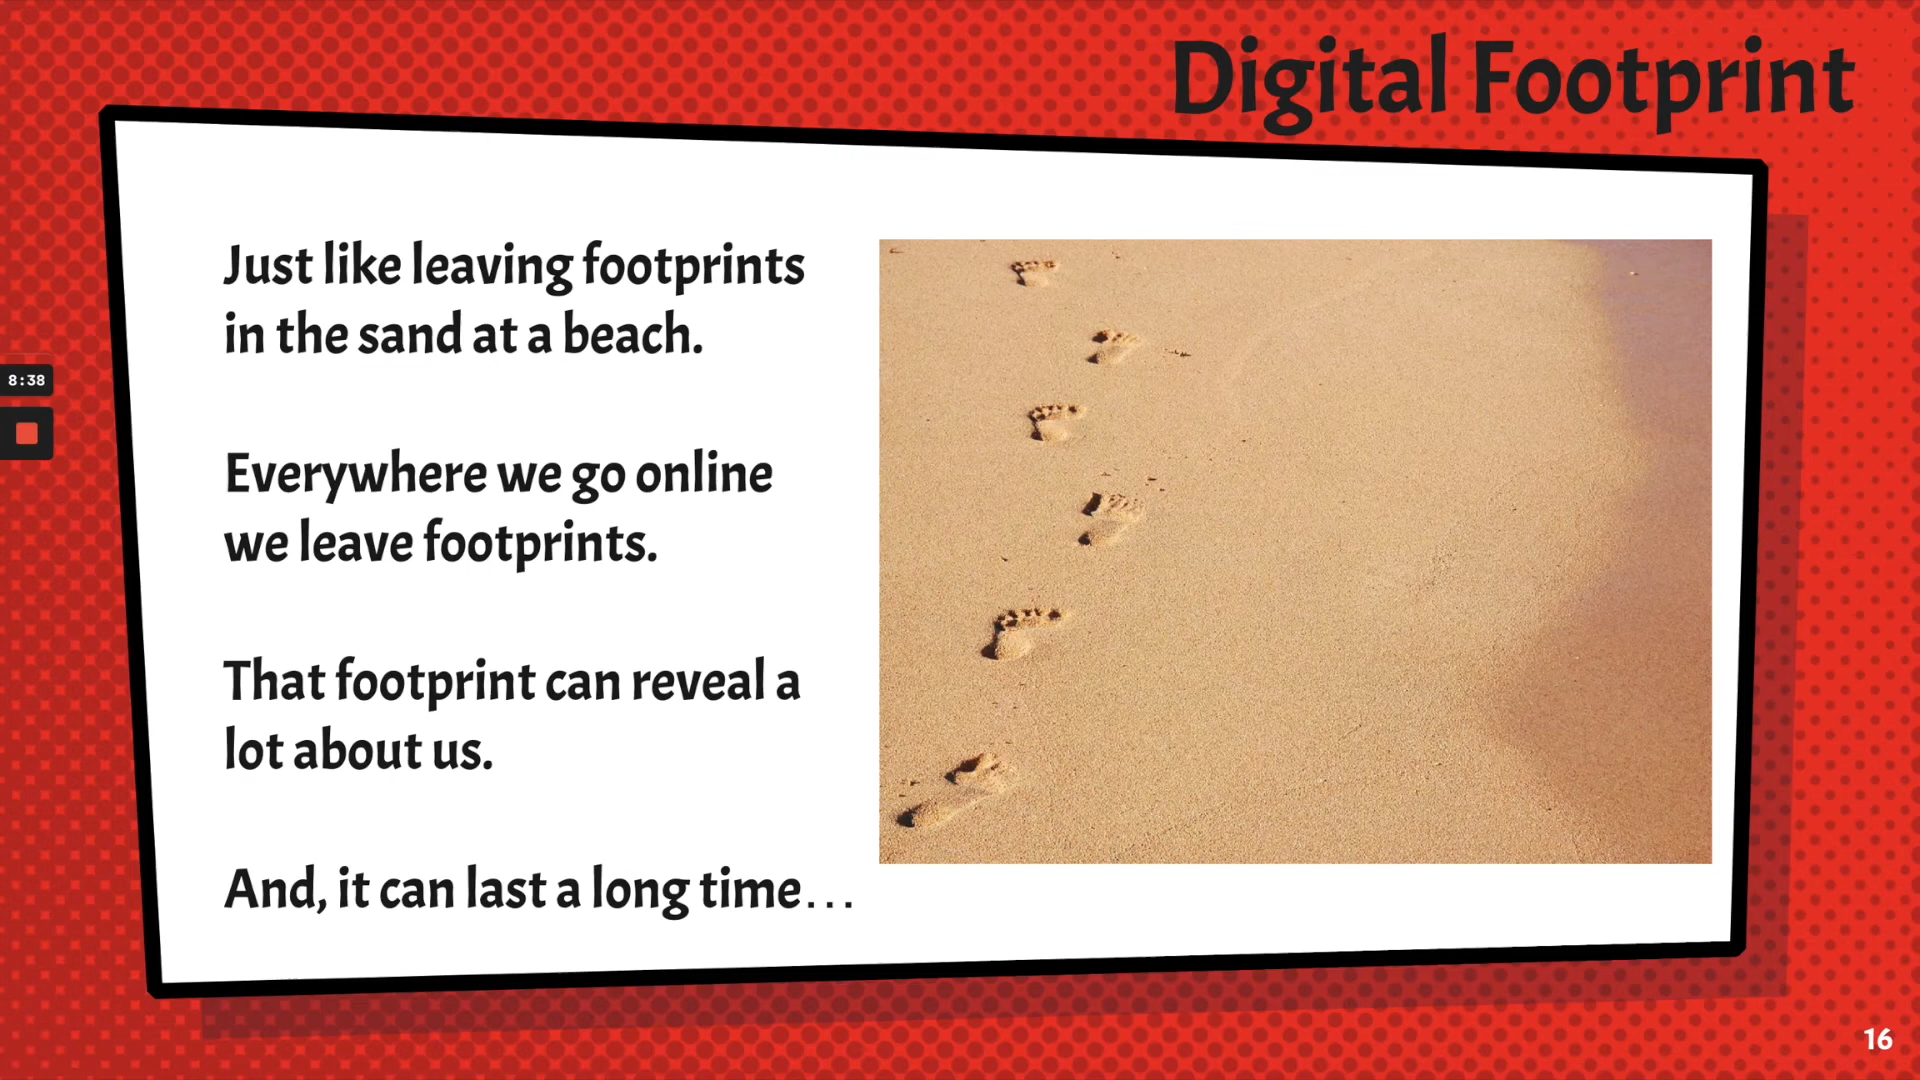 Digital Footprint
Just like leaving footprints
in the sand at a beach.
Everywhere we go online
we leave footprints.
That footprint can reveal a
lot about us.
And, it can last a long time...
8:38
16